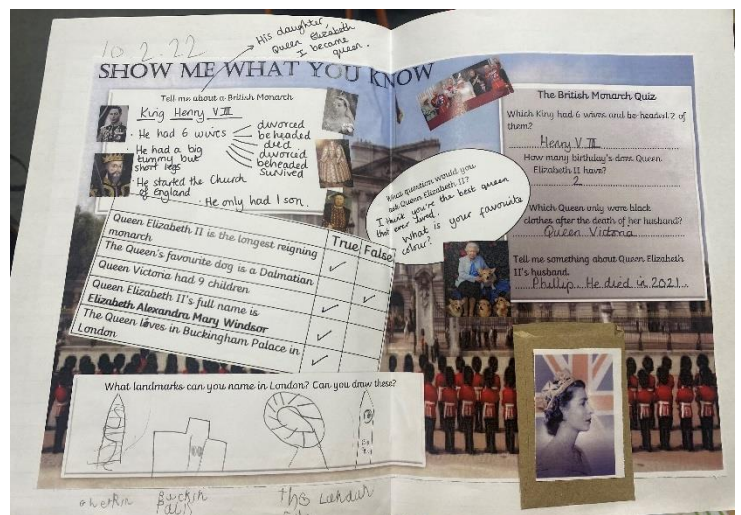 10.2.22
His daughter,
Queen Elizabeth
I became
queen.
SHOW ME WHAT YOU KNOW
Tell me about a British Monarch
King Henry VIII
· He had 6 wives
divorced
beheaded
died
divorced
beheaded
survived
· He had a big
tummy but
short legs
· He started the Church
of England
· He only had 1 son.
True False
Queen Elizabeth II is the longest reigning
monarch ✓
The Queen's favourite dog is a Dalmatian ✓
Queen Victoria had 9 children ✓
Queen Elizabeth II's full name is
Elizabeth Alexandra Mary Windsor ✓
The Queen lives in Buckingham Palace in
London ✓
What question would you
ask Queen Elizabeth II?
I think you're the best queen
that ever lived.
What is your favourite
colour?
The British Monarch Quiz
Which King had 6 wives and be-headed 2 of
them?
Henry VIII
How many birthday's does Queen
Elizabeth II have?
2
Which Queen only wore black
clothes after the death of her husband?
Queen Victoria
Tell me something about Queen Elizabeth
II's husband.
Phillip. He died in 2021.
What landmarks can you name in London? Can you draw these?